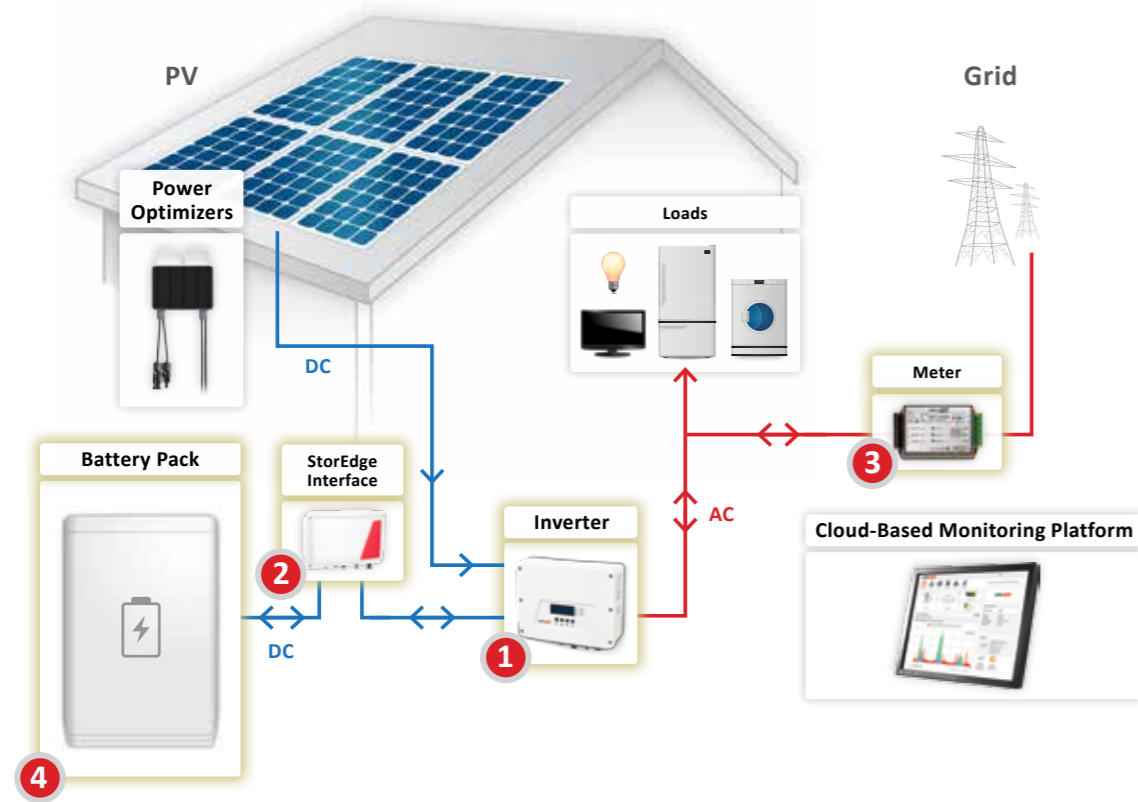 PV
Grid
Power
Optimizers
Loads
DC
Meter
3
Battery Pack
StorEdge
Interface
2
Inverter
AC
Cloud-Based Monitoring Platform
DC
1
4